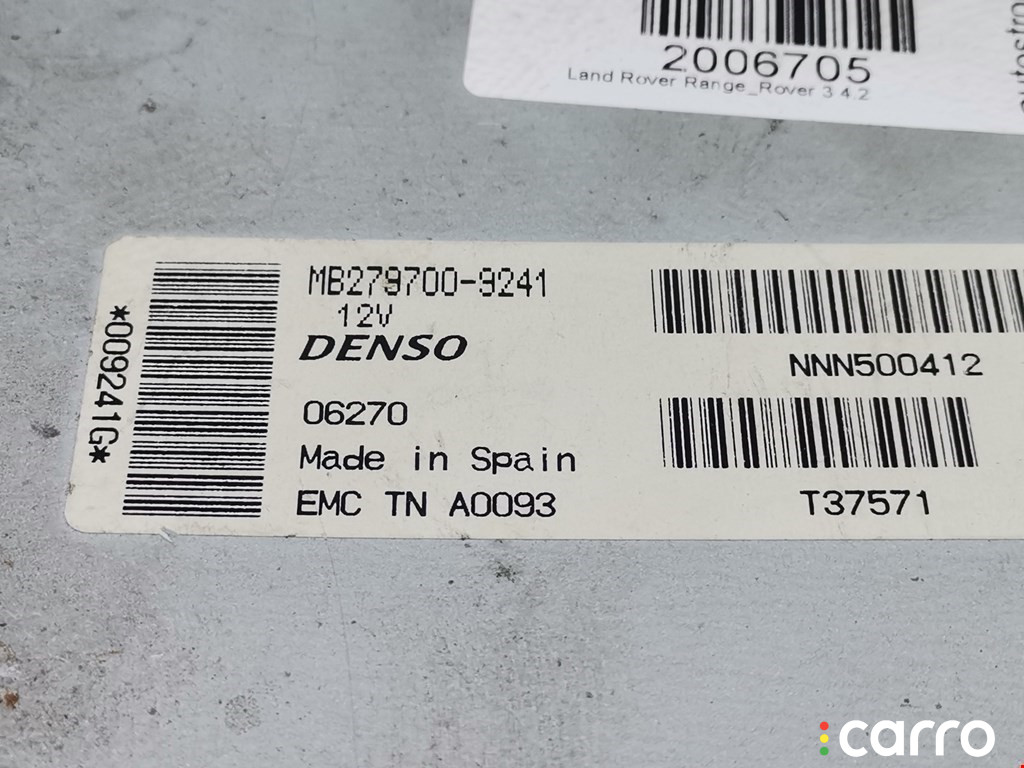 2006705
Land Rover Range_Rover 3 4.2
MB279700-9241
12V
DENSO
06270
Made in Spain
EMC TN A0093
*009241G*
NNN500412
T37571
carro